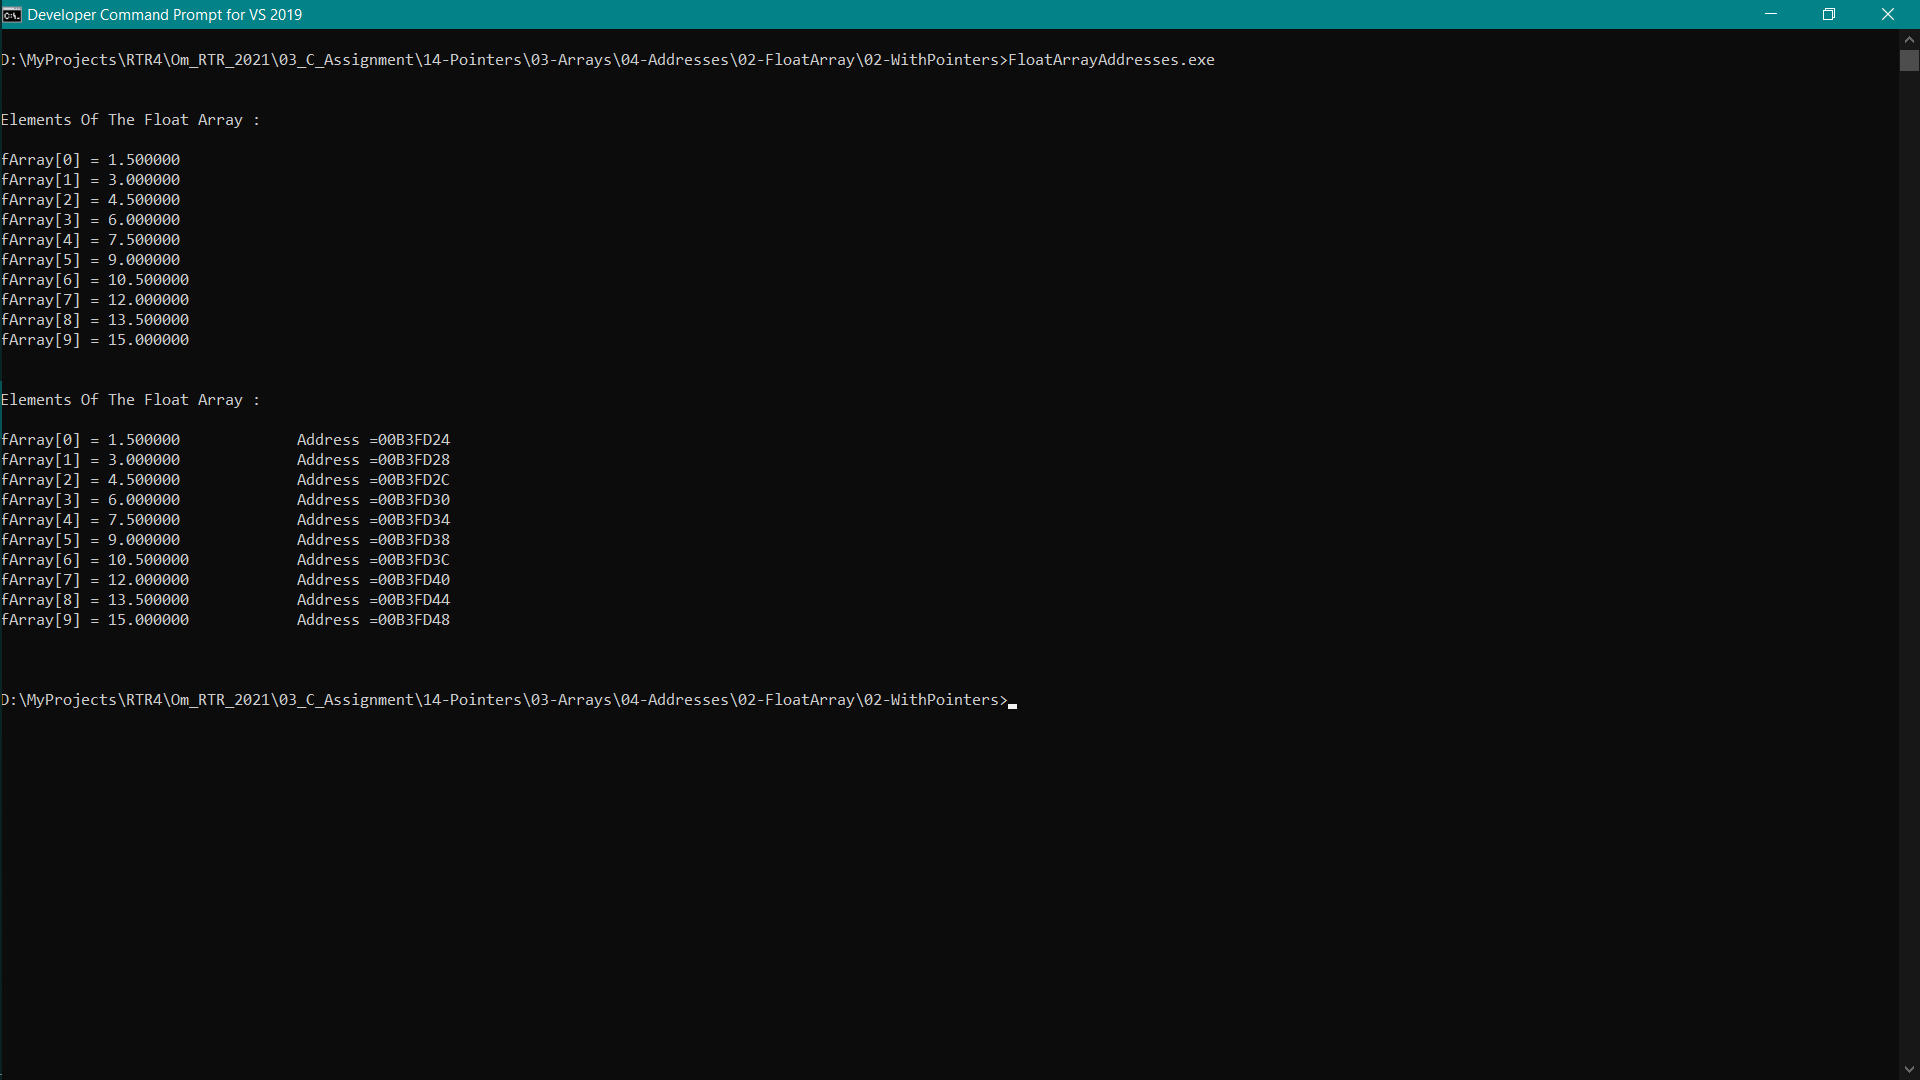 Developer Command Prompt for VS 2019
D:\MyProjects\RTR4\Om_RTR_2021\03_C_Assignment\14-Pointers\03-Arrays\04-Addresses\02-FloatArray\02-WithPointers>FloatArrayAddresses.exe
Elements Of The Float Array :
fArray[0] = 1.500000
fArray[1] = 3.000000
fArray[2] = 4.500000
fArray[3] = 6.000000
fArray[4] = 7.500000
fArray[5] = 9.000000
fArray[6] = 10.500000
fArray[7] = 12.000000
fArray[8] = 13.500000
fArray[9] = 15.000000
Elements Of The Float Array :
fArray[0] = 1.500000 Address =00B3FD24
fArray[1] = 3.000000 Address =00B3FD28
fArray[2] = 4.500000 Address =00B3FD2C
fArray[3] = 6.000000 Address =00B3FD30
fArray[4] = 7.500000 Address =00B3FD34
fArray[5] = 9.000000 Address =00B3FD38
fArray[6] = 10.500000 Address =00B3FD3C
fArray[7] = 12.000000 Address =00B3FD40
fArray[8] = 13.500000 Address =00B3FD44
fArray[9] = 15.000000 Address =00B3FD48
D:\MyProjects\RTR4\Om_RTR_2021\03_C_Assignment\14-Pointers\03-Arrays\04-Addresses\02-FloatArray\02-WithPointers>